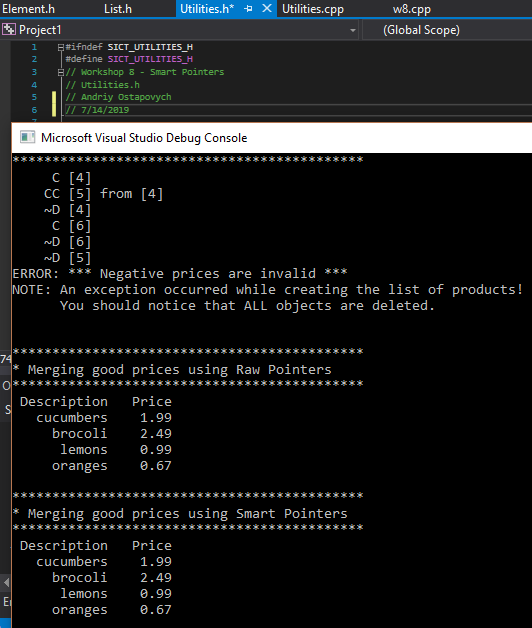 Element.h List.h Utilities.h* Utilities.cpp w8.cpp
Project1 (Global Scope)
1 #ifndef SICT_UTILITIES_H
2 #define SICT_UTILITIES_H
3 // Workshop 8 - Smart Pointers
4 // Utilities.h
5 // Andriy Ostapovych
6 // 7/14/2019
Microsoft Visual Studio Debug Console
********************************************
C [4]
CC [5] from [4]
~D [4]
C [6]
~D [6]
~D [5]
ERROR: *** Negative prices are invalid ***
NOTE: An exception occurred while creating the list of products!
You should notice that ALL objects are deleted.
********************************************
74
* Merging good prices using Raw Pointers
********************************************
Description Price
cucumbers 1.99
brocoli 2.49
lemons 0.99
oranges 0.67
********************************************
* Merging good prices using Smart Pointers
********************************************
Description Price
cucumbers 1.99
brocoli 2.49
lemons 0.99
oranges 0.67